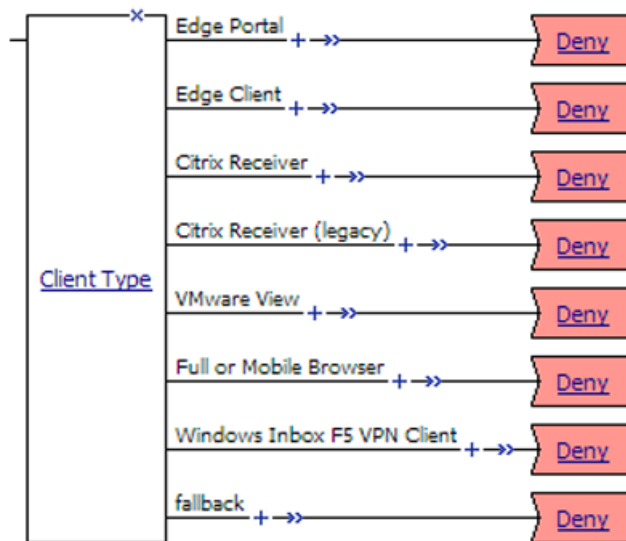 Edge Portal
Deny
Edge Client
Deny
Citrix Receiver
Deny
Citrix Receiver (legacy)
Deny
Client Type
VMware View
Deny
Full or Mobile Browser
Deny
Windows Inbox F5 VPN Client
Deny
fallback
Deny